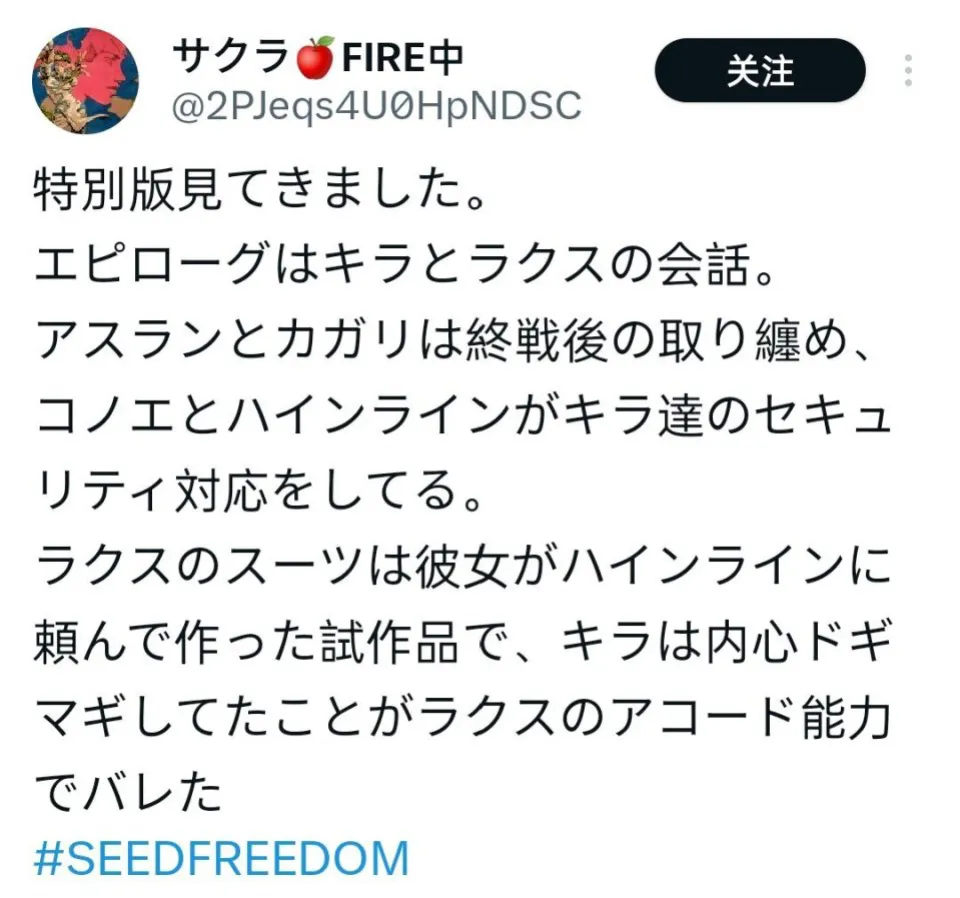 サクラ🍎FIRE中
@2PJeqs4U0HpNDSC
关注
特別版見てきました。
エピローグはキラとラクスの会話。
アスランとカガリは終戦後の取り纏め、
コノエとハインラインがキラ達のセキュ
リティ対応をしてる。
ラクスのスーツは彼女がハインラインに
頼んで作った試作品で、キラは内心ドギ
マギしてたことがラクスのアコード能力
でバレた
#SEEDFREEDOM